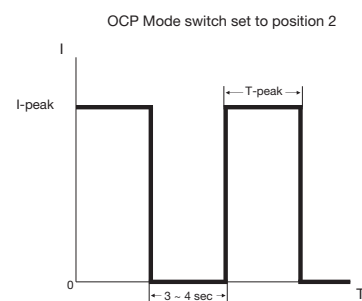 OCP Mode switch set to position 2
I
I-peak
T-peak
0
3 ~ 4 sec
T